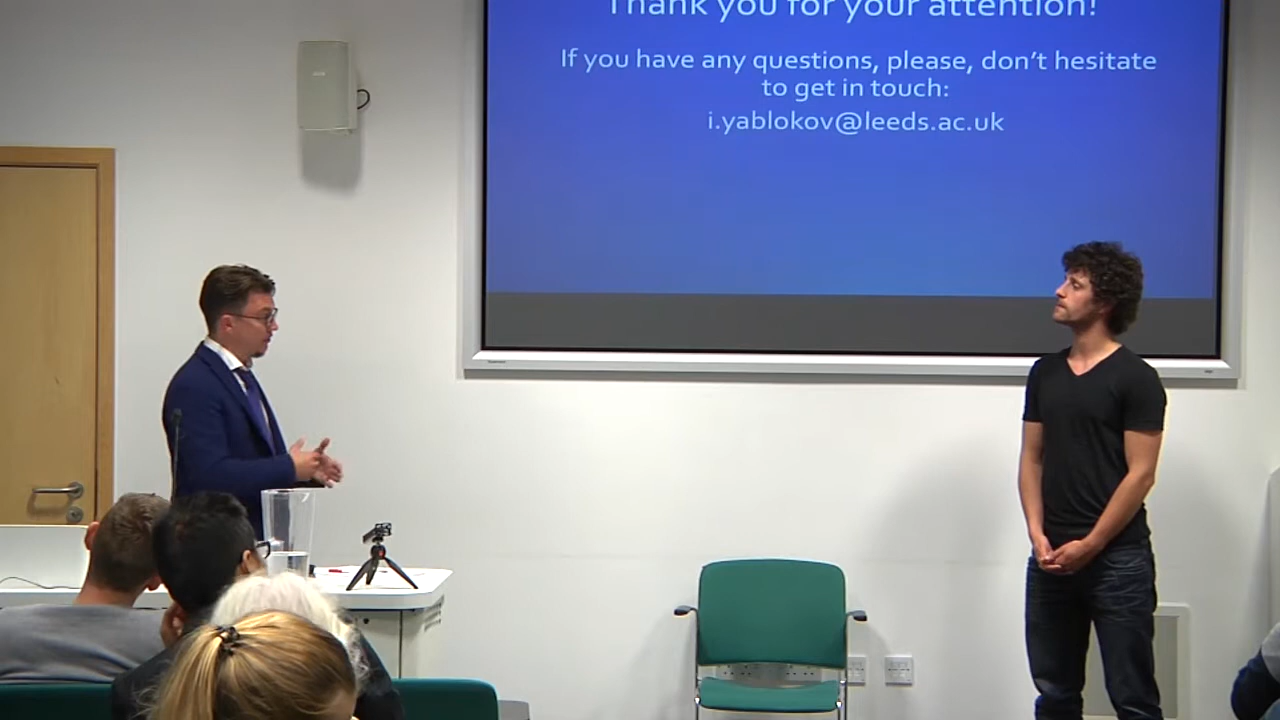 Thank you for your attention!
If you have any questions, please, don't hesitate
to get in touch:
i.yablokov@leeds.ac.uk